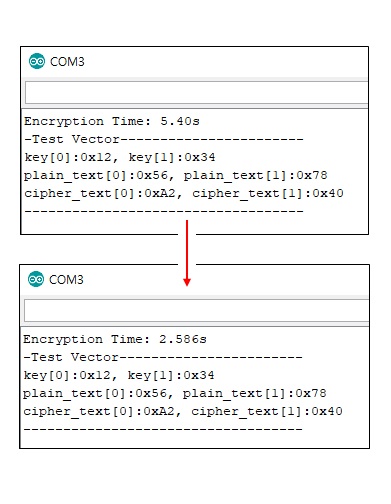 COM3
Encryption Time: 5.40s
-Test Vector-----------------------
key[0]:0x12, key[1]:0x34
plain_text[0]:0x56, plain_text[1]:0x78
cipher_text[0]:0xA2, cipher_text[1]:0x40
-----------------------------------
COM3
Encryption Time: 2.586s
-Test Vector-----------------------
key[0]:0x12, key[1]:0x34
plain_text[0]:0x56, plain_text[1]:0x78
cipher_text[0]:0xA2, cipher_text[1]:0x40
-----------------------------------